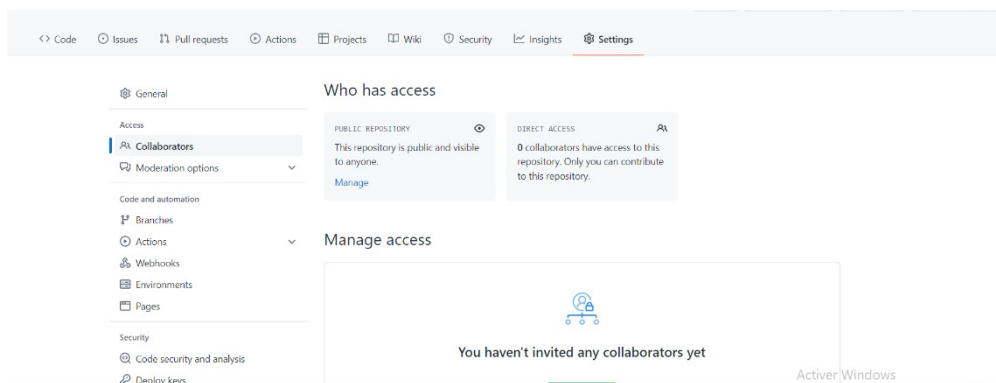 Code Issues Pull requests Actions Projects Wiki Security Insights Settings
General
Access
Collaborators
Moderation options
Code and automation
Branches
Actions
Webhooks
Environments
Pages
Security
Code security and analysis
Deploy keys
Who has access
PUBLIC REPOSITORY
This repository is public and visible
to anyone.
Manage
DIRECT ACCESS
0 collaborators have access to this
repository. Only you can contribute
to this repository.
Manage access
You haven't invited any collaborators yet
Activer Windows